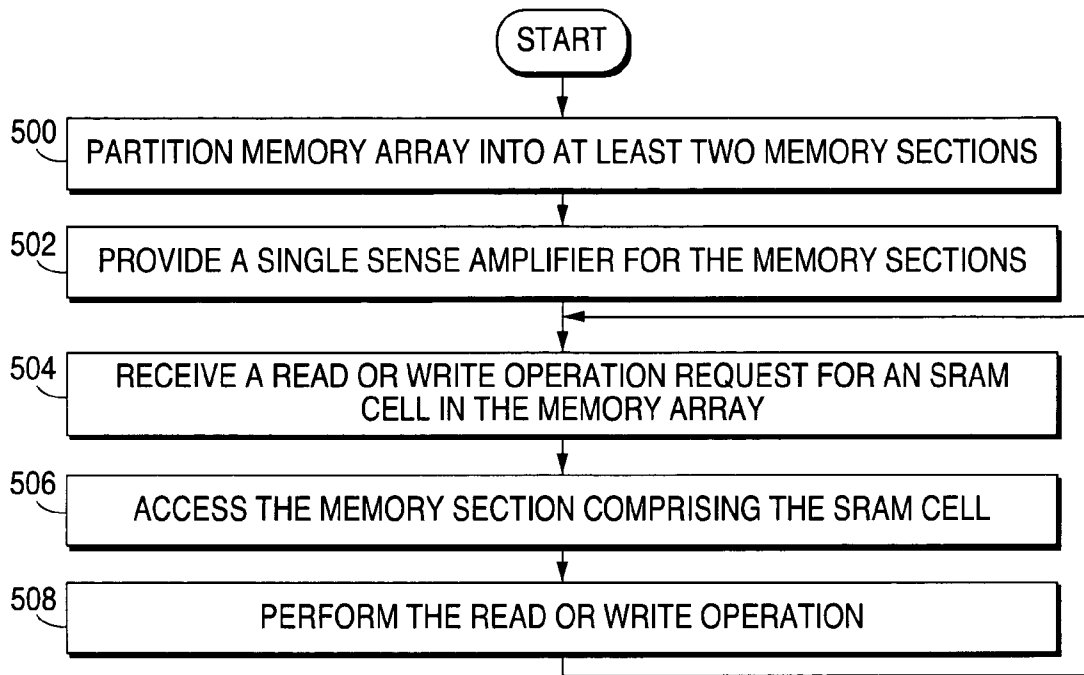 START
500
PARTITION MEMORY ARRAY INTO AT LEAST TWO MEMORY SECTIONS
502
PROVIDE A SINGLE SENSE AMPLIFIER FOR THE MEMORY SECTIONS
504
RECEIVE A READ OR WRITE OPERATION REQUEST FOR AN SRAM
CELL IN THE MEMORY ARRAY
506
ACCESS THE MEMORY SECTION COMPRISING THE SRAM CELL
508
PERFORM THE READ OR WRITE OPERATION